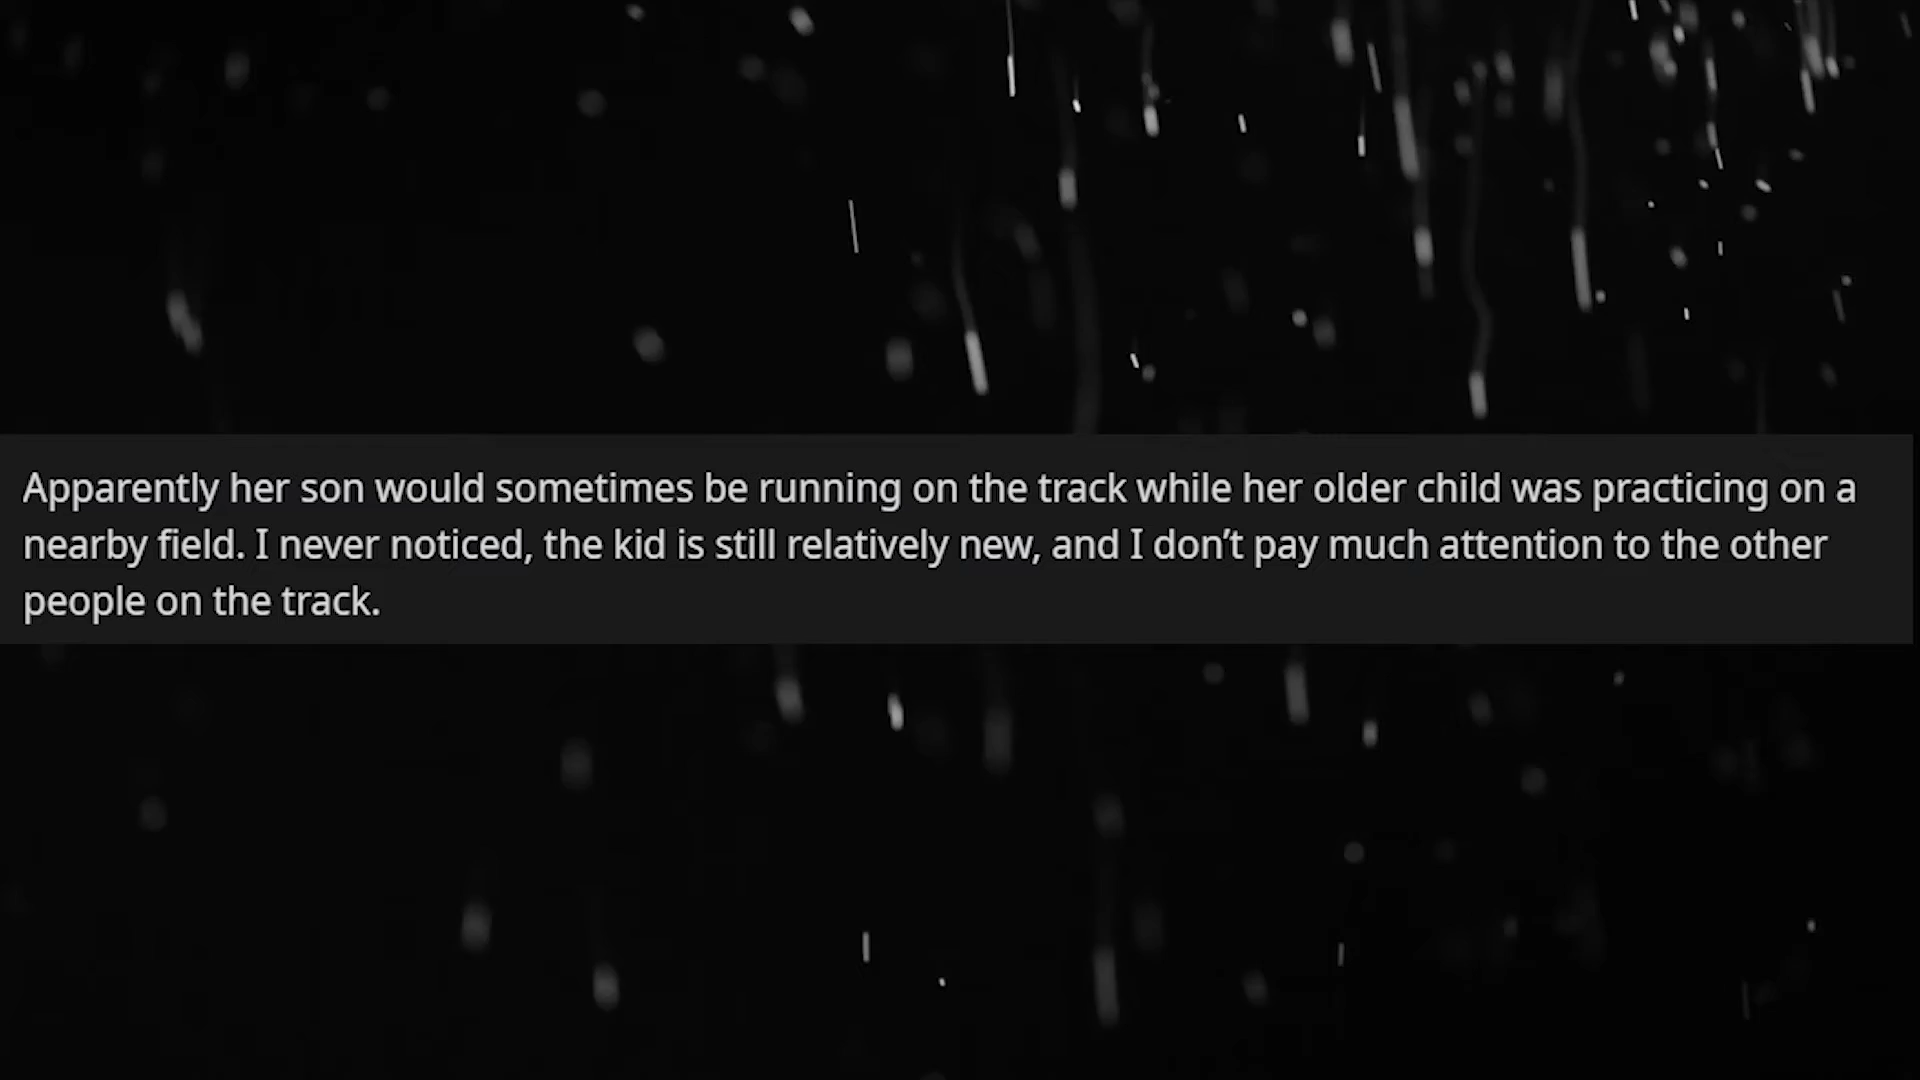 Apparently her son would sometimes be running on the track while her older child was practicing on a
nearby field. I never noticed, the kid is still relatively new, and I don’t pay much attention to the other
people on the track.